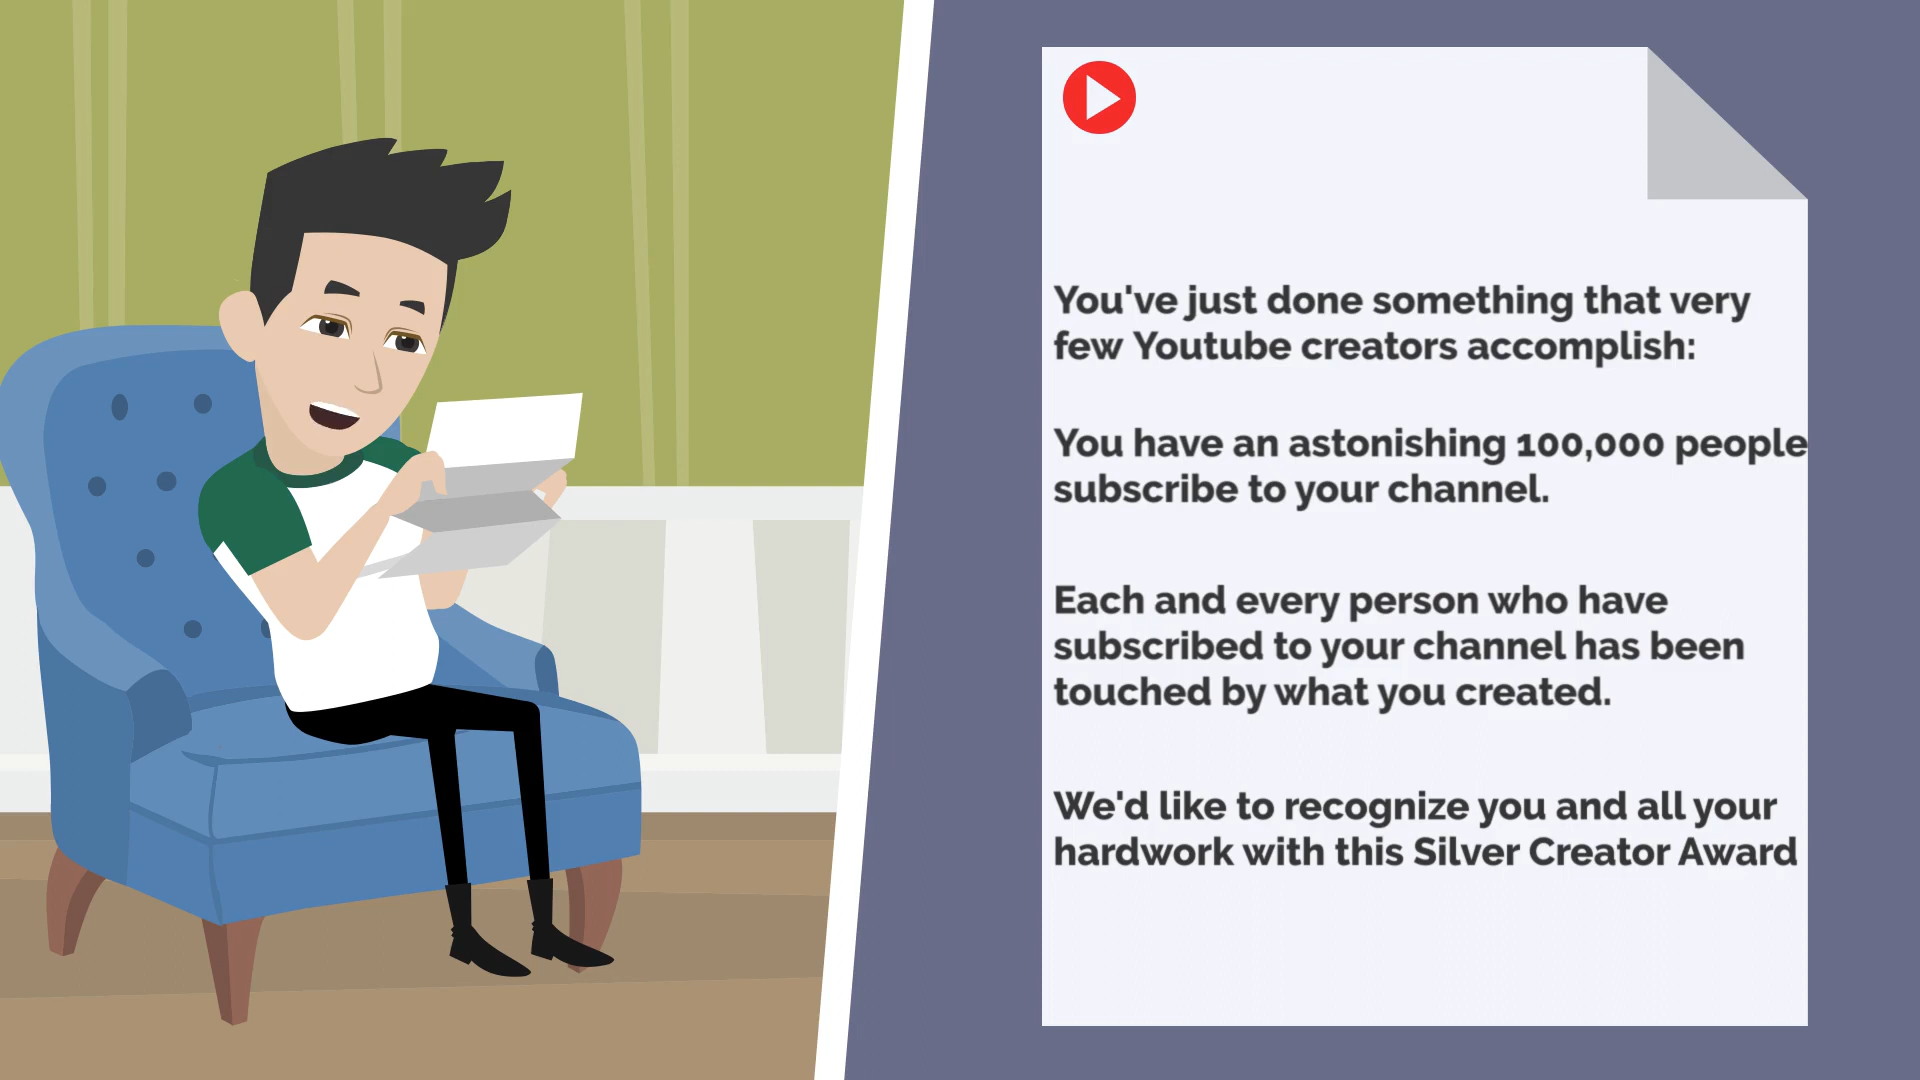 You've just done something that very
few Youtube creators accomplish:
You have an astonishing 100,000 people
subscribe to your channel.
Each and every person who have
subscribed to your channel has been
touched by what you created.
We'd like to recognize you and all your
hardwork with this Silver Creator Award